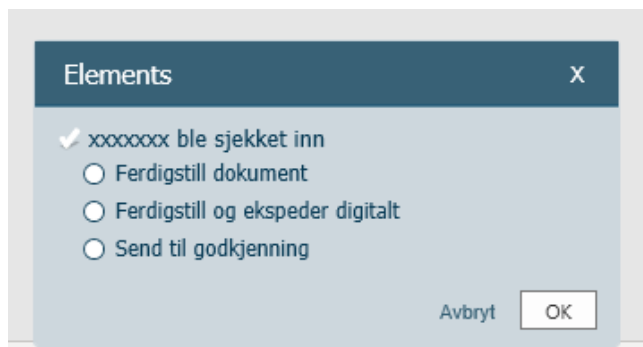 Elements X
xxxxxxx ble sjekket inn
Ferdigstill dokument
Ferdigstill og ekspeder digitalt
Send til godkjenning
Avbryt OK